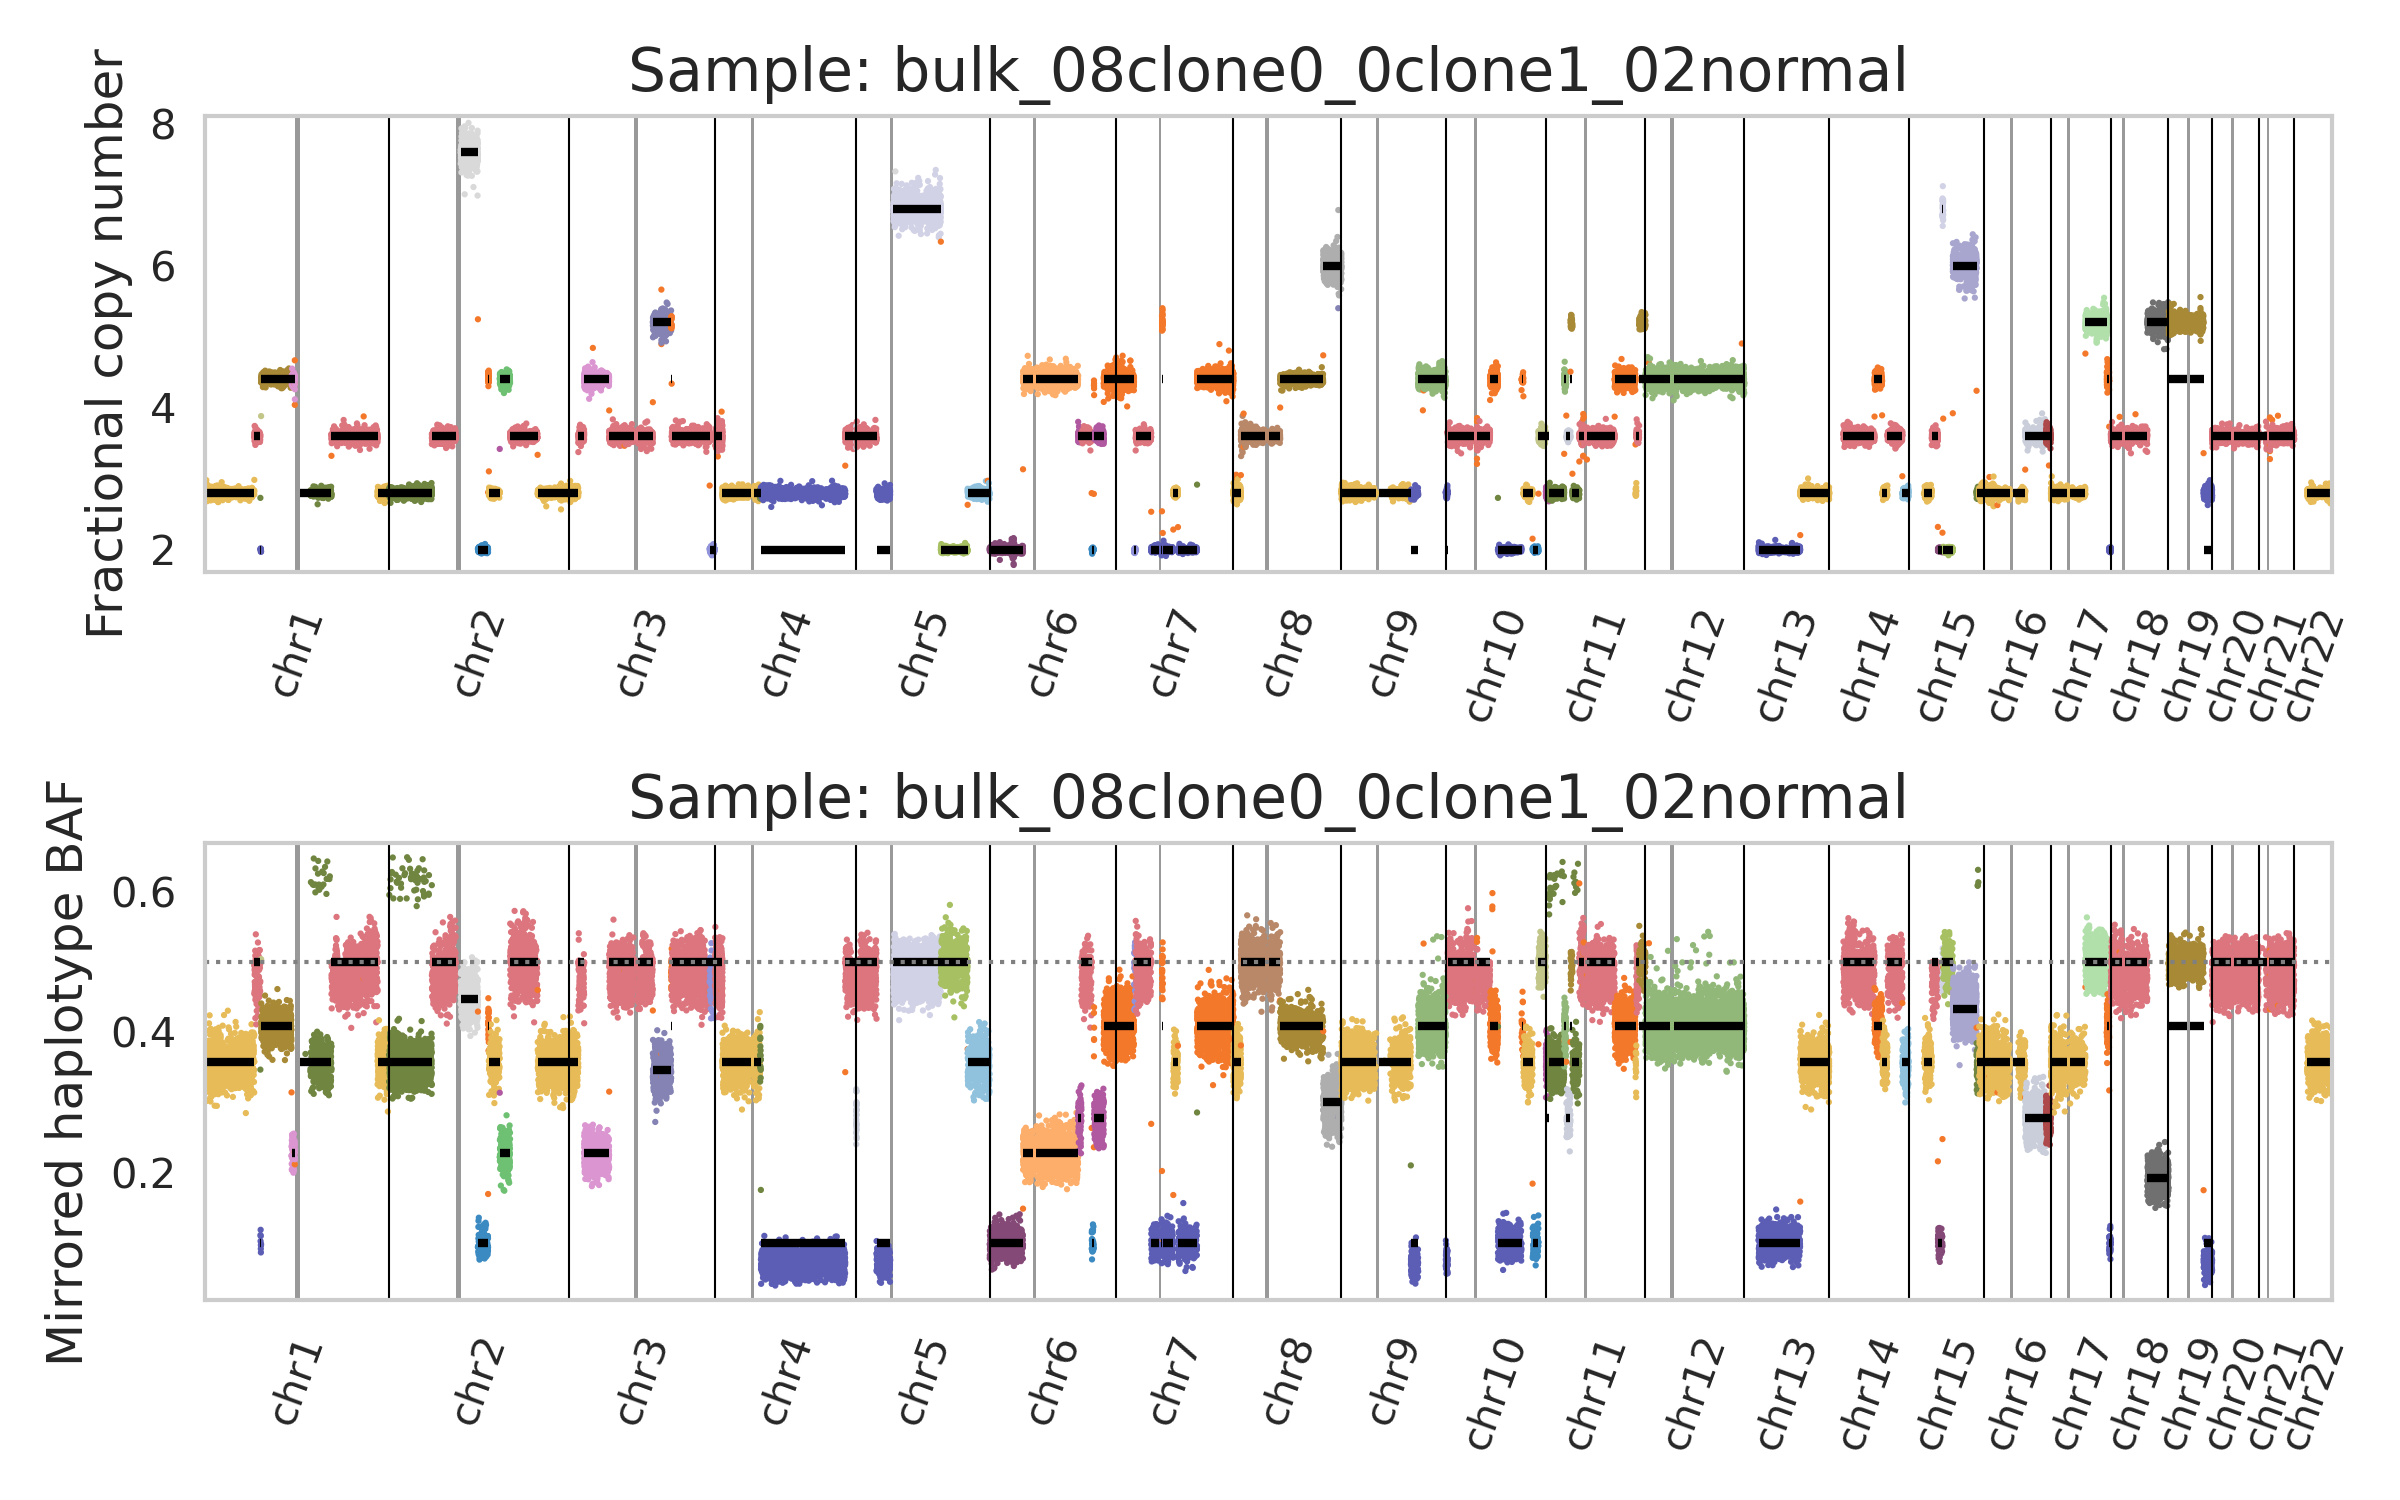 Sample: bulk_08clone0_0clone1_02normal
Fractional copy number
8
6
4
2
chr1 chr2 chr3 chr4 chr5 chr6 chr7 chr8 chr9 chr10 chr11 chr12 chr13 chr14 chr15 chr16 chr17 chr18 chr19 chr20 chr21 chr22
Sample: bulk_08clone0_0clone1_02normal
Mirrored haplotype BAF
0.6
0.4
0.2
chr1 chr2 chr3 chr4 chr5 chr6 chr7 chr8 chr9 chr10 chr11 chr12 chr13 chr14 chr15 chr16 chr17 chr18 chr19 chr20 chr21 chr22